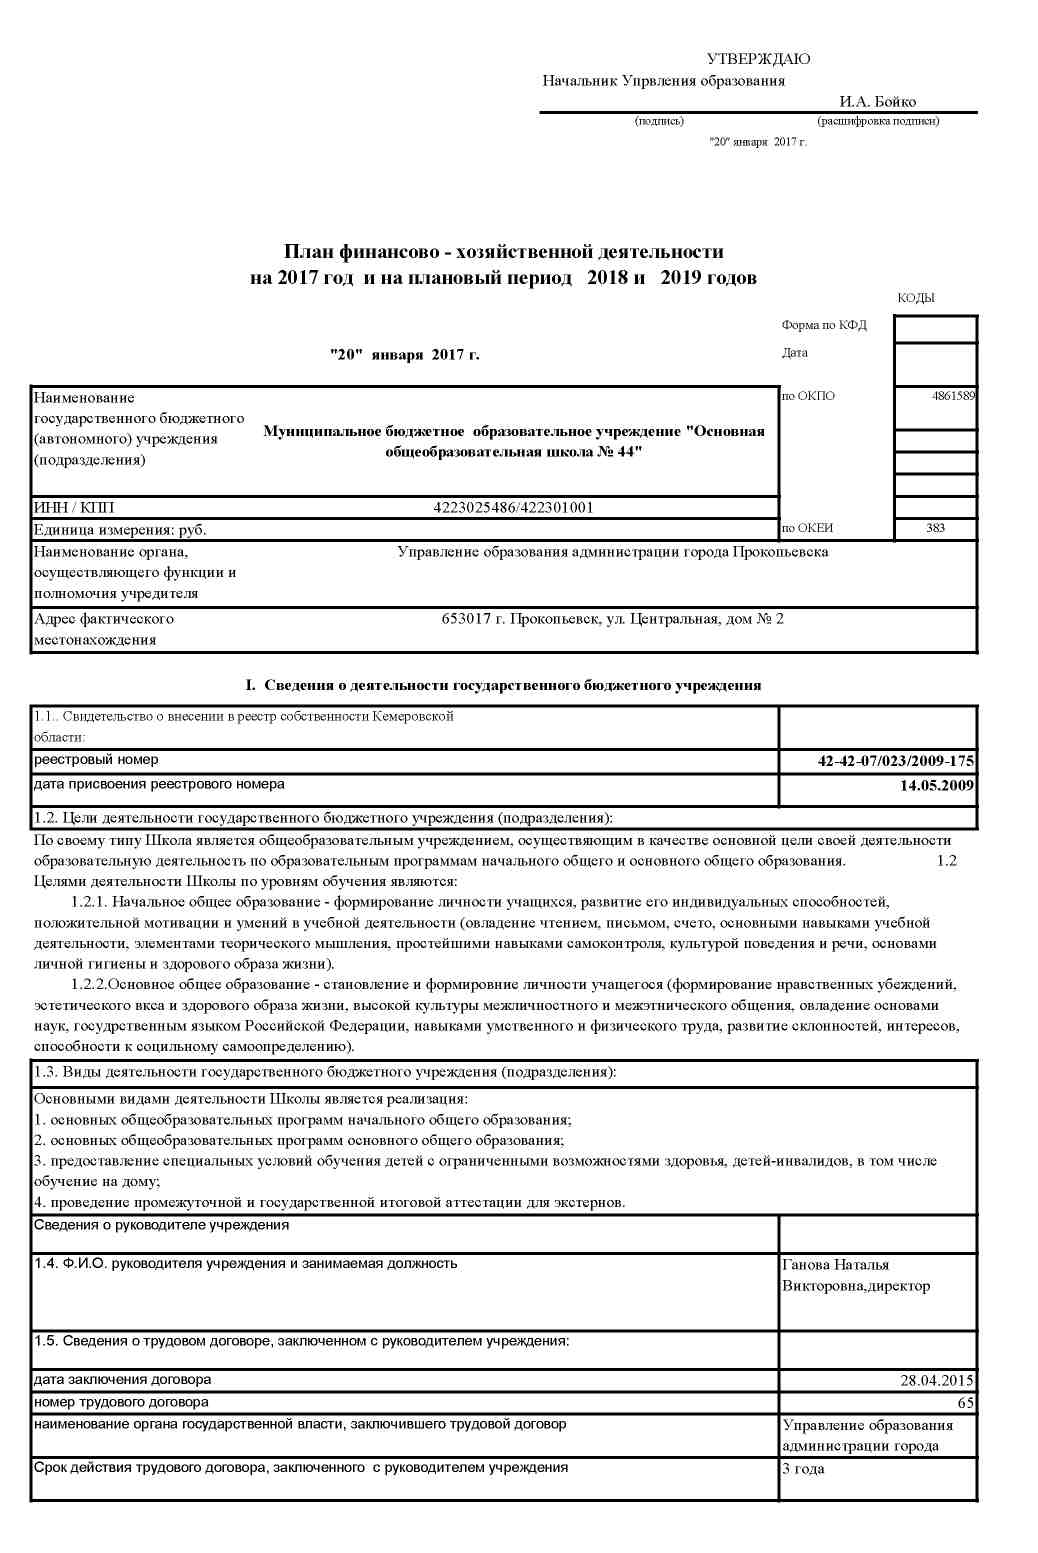 УТВЕРЖДАЮ
Начальник Упрвления образования
И.А. Бойко
(подпись) (расшифровка подписи)
"20" января 2017 г.
План финансово - хозяйственной деятельности
на 2017 год и на плановый период 2018 и 2019 годов
КОДЫ
Форма по КФД
"20" января 2017 г.
Дата
Наименование
государственного бюджетного
(автономного) учреждения
(подразделения)
Муниципальное бюджетное образовательное учреждение "Основная
общеобразовательная школа № 44"
по ОКПО 4861589
ИНН / КПП 4223025486/422301001
Единица измерения: руб.
по ОКЕИ 383
Наименование органа,
осуществляющего функции и
полномочия учредителя
Управление образования администрации города Прокопьевска
Адрес фактического
местонахождения
653017 г. Прокопьевск, ул. Центральная, дом № 2
I. Сведения о деятельности государственного бюджетного учреждения
1.1.. Свидетельство о внесении в реестр собственности Кемеровской
области:
реестровый номер 42-42-07/023/2009-175
дата присвоения реестрового номера 14.05.2009
1.2. Цели деятельности государственного бюджетного учреждения (подразделения):
По своему типу Школа является общеобразовательным учреждением, осуществяющим в качестве основной цели своей деятельности
образовательную деятельность по образовательным программам начального общего и основного общего образования. 1.2
Целями деятельности Школы по уровням обучения являются:
1.2.1. Начальное общее образование - формирование личности учащихся, развитие его индивидуальных способностей,
положительной мотивации и умений в учебной деятельности (овладение чтением, письмом, счето, основными навыками учебной
деятельности, элементами теорического мышления, простейшими навыками самоконтроля, культурой поведения и речи, основами
личной гигиены и здорового образа жизни).
1.2.2.Основное общее образование - становление и формировние личности учащегося (формирование нравственных убеждений,
эстетического вкса и здорового образа жизни, высокой культуры межличностного и межэтнического общения, овладение основами
наук, госудрственным языком Российской Федерации, навыками умственного и физического труда, развитие склонностей, интересов,
способности к социльному самоопределению).
1.3. Виды деятельности государственного бюджетного учреждения (подразделения):
Основными видами деятельности Школы является реализация:
1. основных общеобразовательных программ начального общего образования;
2. основных общеобразовательных программ основного общего образования;
3. предоставление специальных условий обучения детей с ограниченными возможностями здоровья, детей-инвалидов, в том числе
обучение на дому;
4. проведение промежуточной и государственной итоговой аттестации для экстернов.
Сведения о руководителе учреждения
1.4. Ф.И.О. руководителя учреждения и занимаемая должность
Ганова Наталья
Викторовна,директор
1.5. Сведения о трудовом договоре, заключенном с руководителем учреждения:
дата заключения договора 28.04.2015
номер трудового договора 65
наименование органа государственной власти, заключившего трудовой договор
Управление образования
администрации города
Срок действия трудового договора, заключенного с руководителем учреждения 3 года